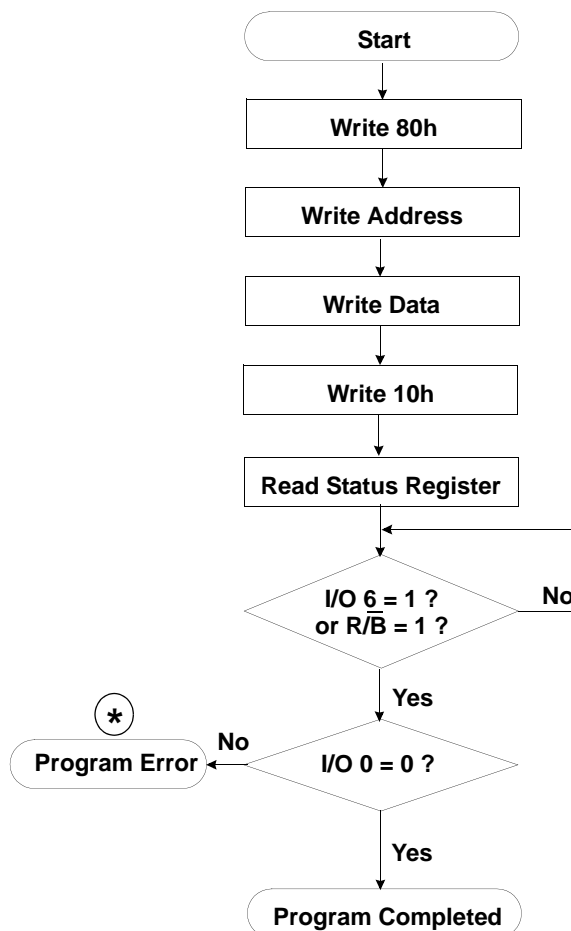 Start
Write 80h
Write Address
Write Data
Write 10h
Read Status Register
I/O 6 = 1 ?
or R/B̅ = 1 ?
No
Yes
*
No
Program Error
I/O 0 = 0 ?
Yes
Program Completed